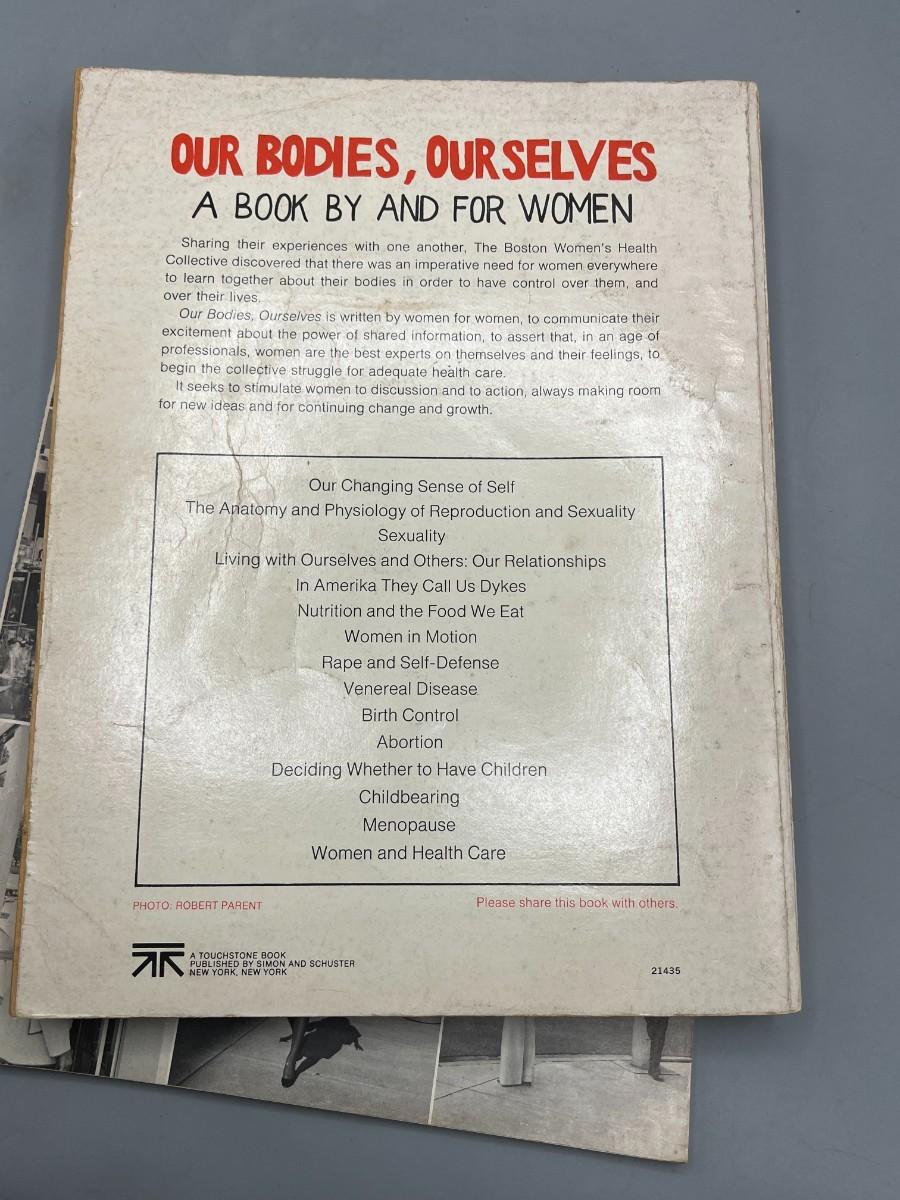 OUR BODIES, OURSELVES
A BOOK BY AND FOR WOMEN
Sharing their experiences with one another, The Boston Women's Health
Collective discovered that there was an imperative need for women everywhere
to learn together about their bodies in order to have control over them, and
over their lives.
Our Bodies, Ourselves is written by women for women, to communicate their
excitement about the power of shared information, to assert that, in an age of
professionals, women are the best experts on themselves and their feelings, to
begin the collective struggle for adequate health care.
It seeks to stimulate women to discussion and to action, always making room
for new ideas and for continuing change and growth.
Our Changing Sense of Self
The Anatomy and Physiology of Reproduction and Sexuality
Sexuality
Living with Ourselves and Others: Our Relationships
In Amerika They Call Us Dykes
Nutrition and the Food We Eat
Women in Motion
Rape and Self-Defense
Venereal Disease
Birth Control
Abortion
Deciding Whether to Have Children
Childbearing
Menopause
Women and Health Care
PHOTO: ROBERT PARENT
Please share this book with others.
A TOUCHSTONE BOOK
PUBLISHED BY SIMON AND SCHUSTER
NEW YORK, NEW YORK
21435